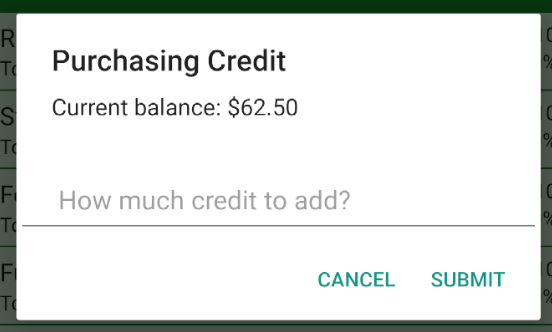 Purchasing Credit
Current balance: $62.50
How much credit to add?
CANCEL SUBMIT